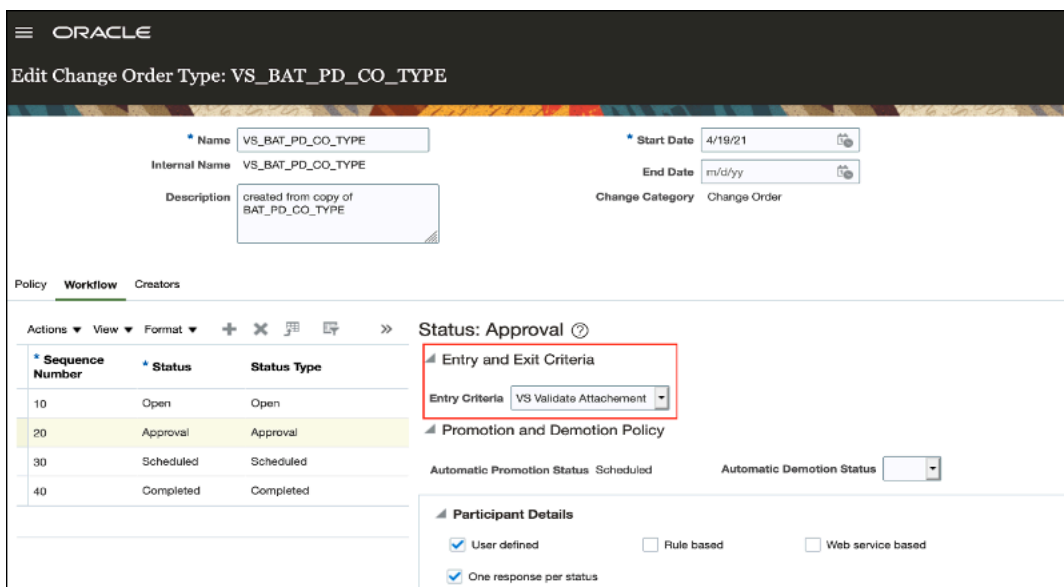 ORACLE
Edit Change Order Type: VS_BAT_PD_CO_TYPE
* Name VS_BAT_PD_CO_TYPE
* Start Date 4/19/21
Internal Name VS_BAT_PD_CO_TYPE
End Date m/d/yy
Description created from copy of
BAT_PD_CO_TYPE
Change Category Change Order
Policy Workflow Creators
Actions View Format »
* Sequence Number * Status Status Type
10 Open Open
20 Approval Approval
30 Scheduled Scheduled
40 Completed Completed
Status: Approval ?
Entry and Exit Criteria
Entry Criteria VS Validate Attachement
Promotion and Demotion Policy
Automatic Promotion Status Scheduled Automatic Demotion Status
Participant Details
User defined Rule based Web service based
One response per status